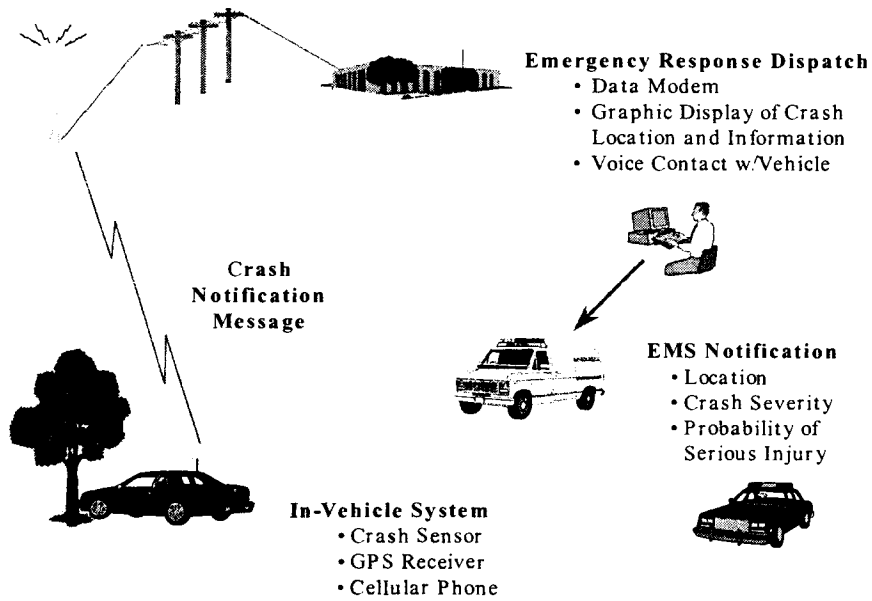 Emergency Response Dispatch
• Data Modem
• Graphic Display of Crash
Location and Information
• Voice Contact w/Vehicle
Crash
Notification
Message
EMS Notification
• Location
• Crash Severity
• Probability of
Serious Injury
In-Vehicle System
• Crash Sensor
• GPS Receiver
• Cellular Phone